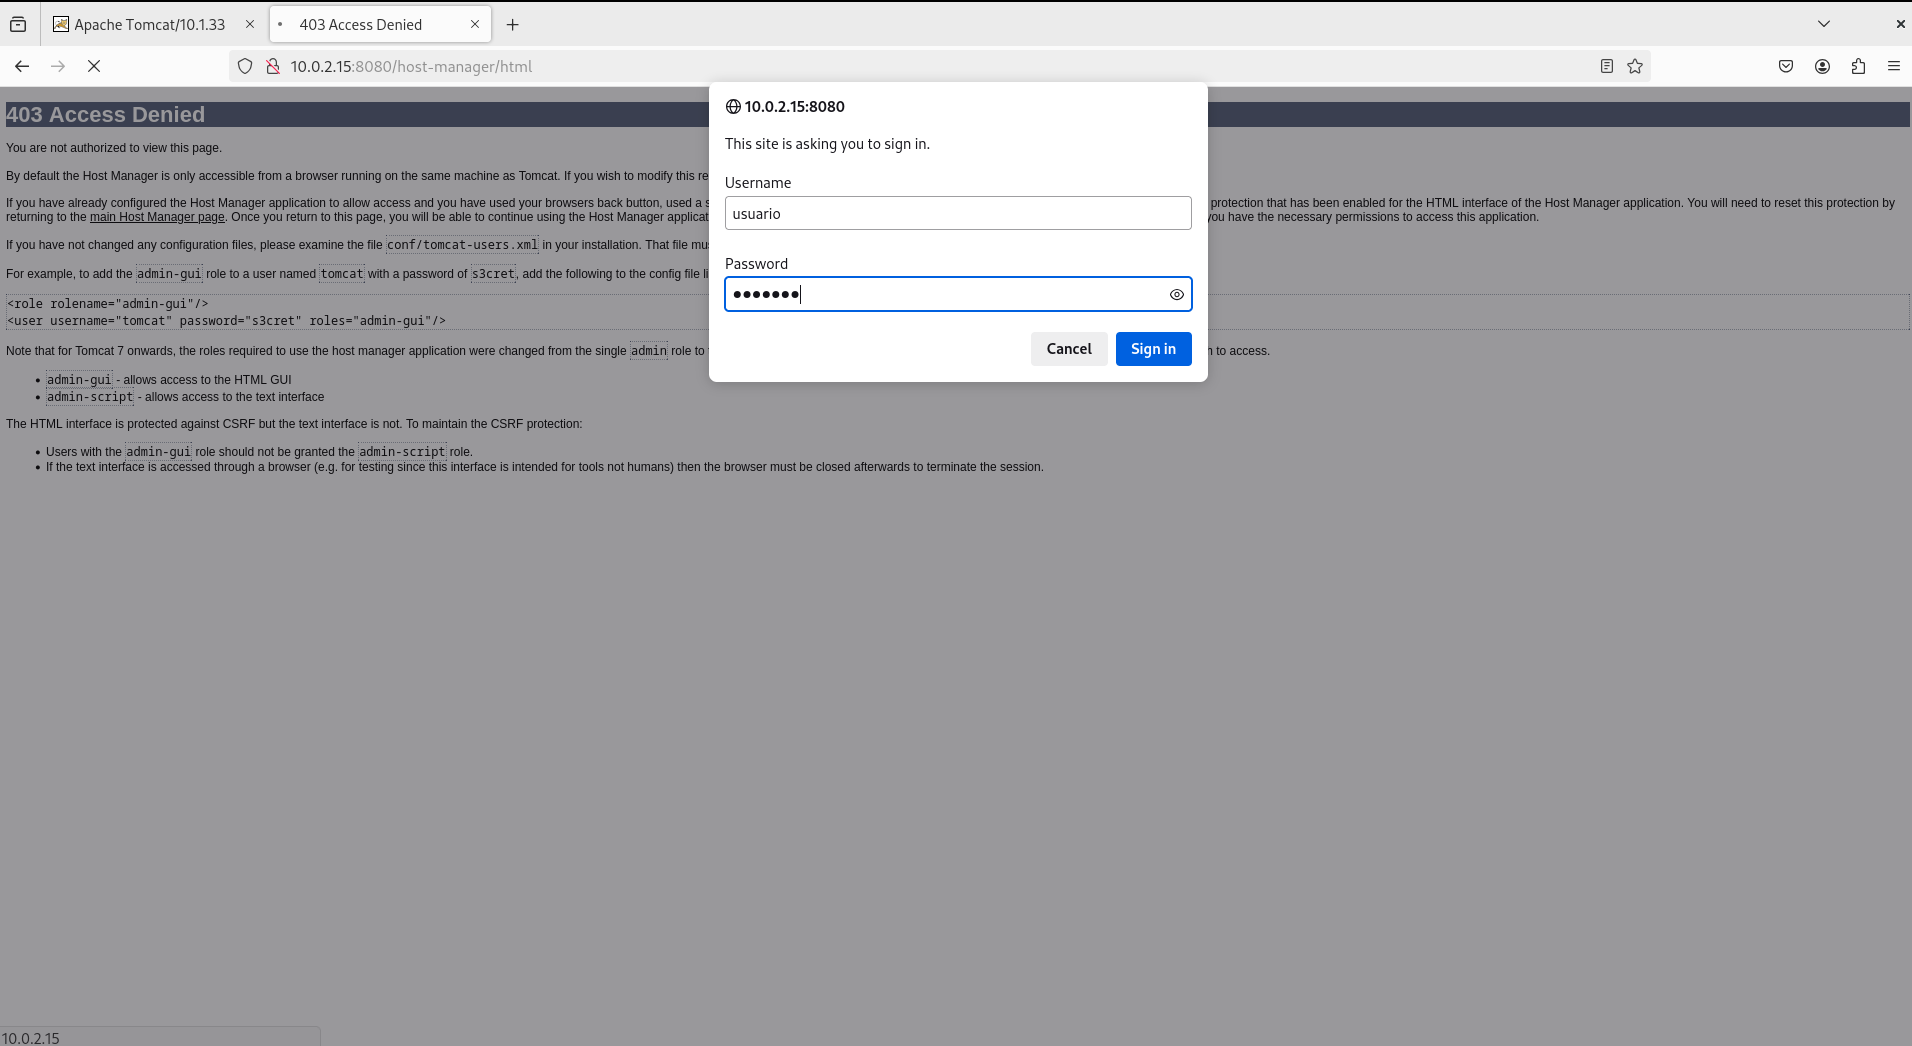 Apache Tomcat/10.1.33
403 Access Denied
10.0.2.15:8080/host-manager/html
403 Access Denied
You are not authorized to view this page.
By default the Host Manager is only accessible from a browser running on the same machine as Tomcat. If you wish to modify this re
If you have already configured the Host Manager application to allow access and you have used your browsers back button, used a s protection that has been enabled for the HTML interface of the Host Manager application. You will need to reset this protection by
returning to the main Host Manager page. Once you return to this page, you will be able to continue using the Host Manager applicat you have the necessary permissions to access this application.
If you have not changed any configuration files, please examine the file conf/tomcat-users.xml in your installation. That file mu
For example, to add the admin-gui role to a user named tomcat with a password of s3cret, add the following to the config file li
<role rolename="admin-gui"/>
<user username="tomcat" password="s3cret" roles="admin-gui"/>
Note that for Tomcat 7 onwards, the roles required to use the host manager application were changed from the single admin role to h to access.
admin-gui - allows access to the HTML GUI
admin-script - allows access to the text interface
The HTML interface is protected against CSRF but the text interface is not. To maintain the CSRF protection:
Users with the admin-gui role should not be granted the admin-script role.
If the text interface is accessed through a browser (e.g. for testing since this interface is intended for tools not humans) then the browser must be closed afterwards to terminate the session.
10.0.2.15:8080
This site is asking you to sign in.
Username
usuario
Password
●●●●●●●
Cancel Sign in
10.0.2.15